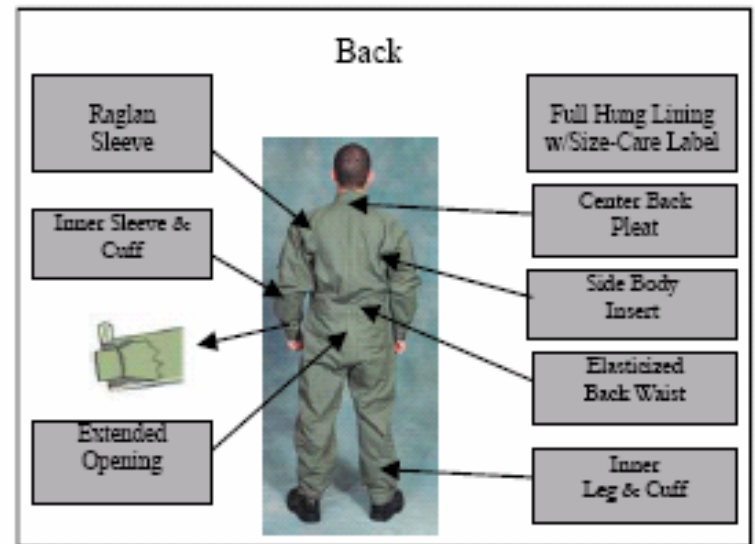 Back
Raglan
Sleeve
Full Hung Lining
w/Size-Care Label
Inner Sleeve &
Cuff
Center Back
Pleat
Side Body
Insert
Elasticized
Back Waist
Extended
Opening
Inner
Leg & Cuff